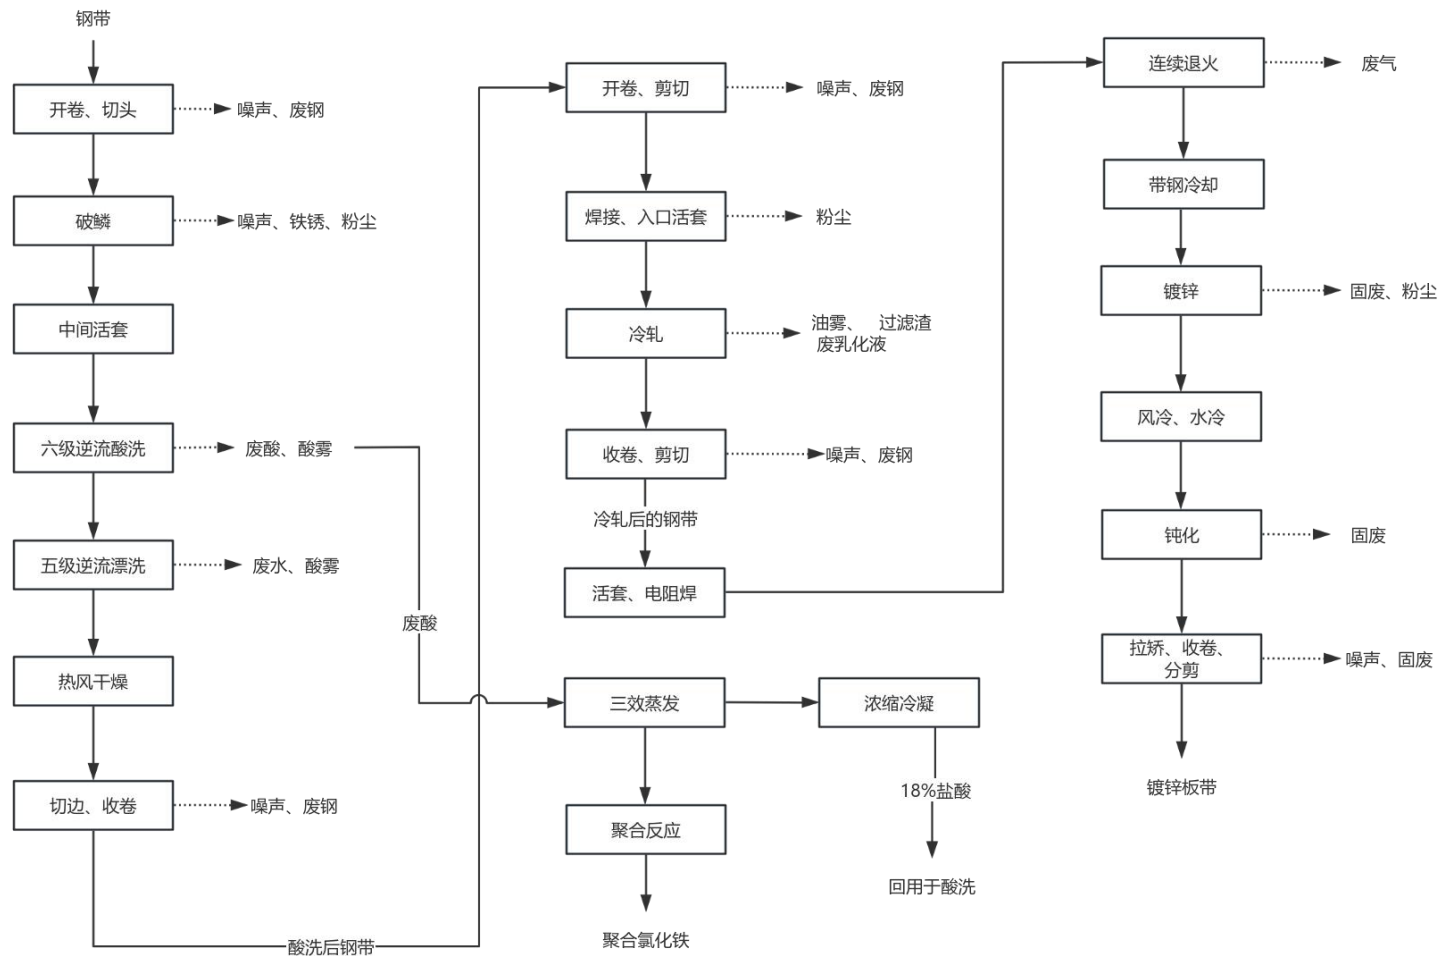 钢带
开卷、切头
噪声、废钢
破鳞
噪声、铁锈、粉尘
中间活套
六级逆流酸洗
废酸、酸雾
五级逆流漂洗
废水、酸雾
热风干燥
切边、收卷
噪声、废钢
酸洗后钢带
废酸
开卷、剪切
噪声、废钢
焊接、入口活套
粉尘
冷轧
油雾、 过滤渣
废乳化液
收卷、剪切
噪声、废钢
冷轧后的钢带
活套、电阻焊
三效蒸发
浓缩冷凝
18%盐酸
回用于酸洗
聚合反应
聚合氯化铁
连续退火
废气
带钢冷却
镀锌
固废、粉尘
风冷、水冷
钝化
固废
拉矫、收卷、
分剪
噪声、固废
镀锌板带